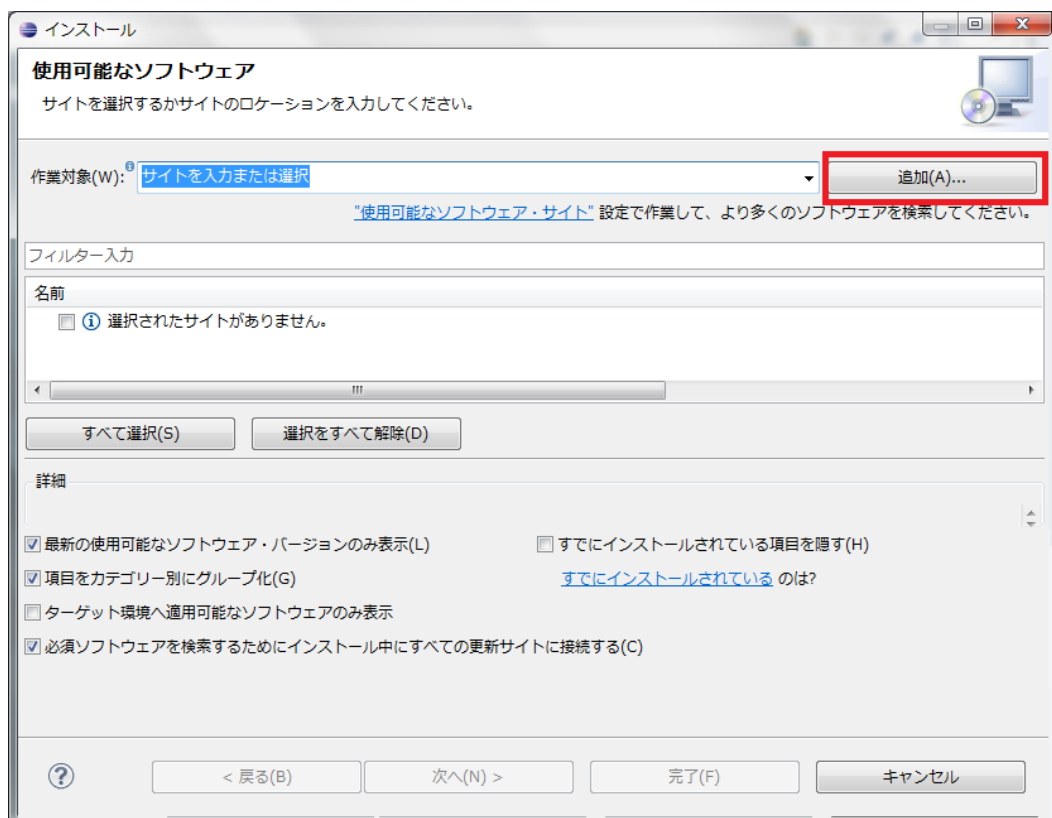 インストール
使用可能なソフトウェア
サイトを選択するかサイトのロケーションを入力してください。
作業対象(W): サイトを入力または選択 追加(A)...
"使用可能なソフトウェア・サイト" 設定で作業して、より多くのソフトウェアを検索してください。
フィルター入力
名前
選択されたサイトがありません。
すべて選択(S) 選択をすべて解除(D)
詳細
最新の使用可能なソフトウェア・バージョンのみ表示(L) すでにインストールされている項目を隠す(H)
項目をカテゴリー別にグループ化(G) すでにインストールされている のは?
ターゲット環境へ適用可能なソフトウェアのみ表示
必須ソフトウェアを検索するためにインストール中にすべての更新サイトに接続する(C)
< 戻る(B) 次へ(N) > 完了(F) キャンセル